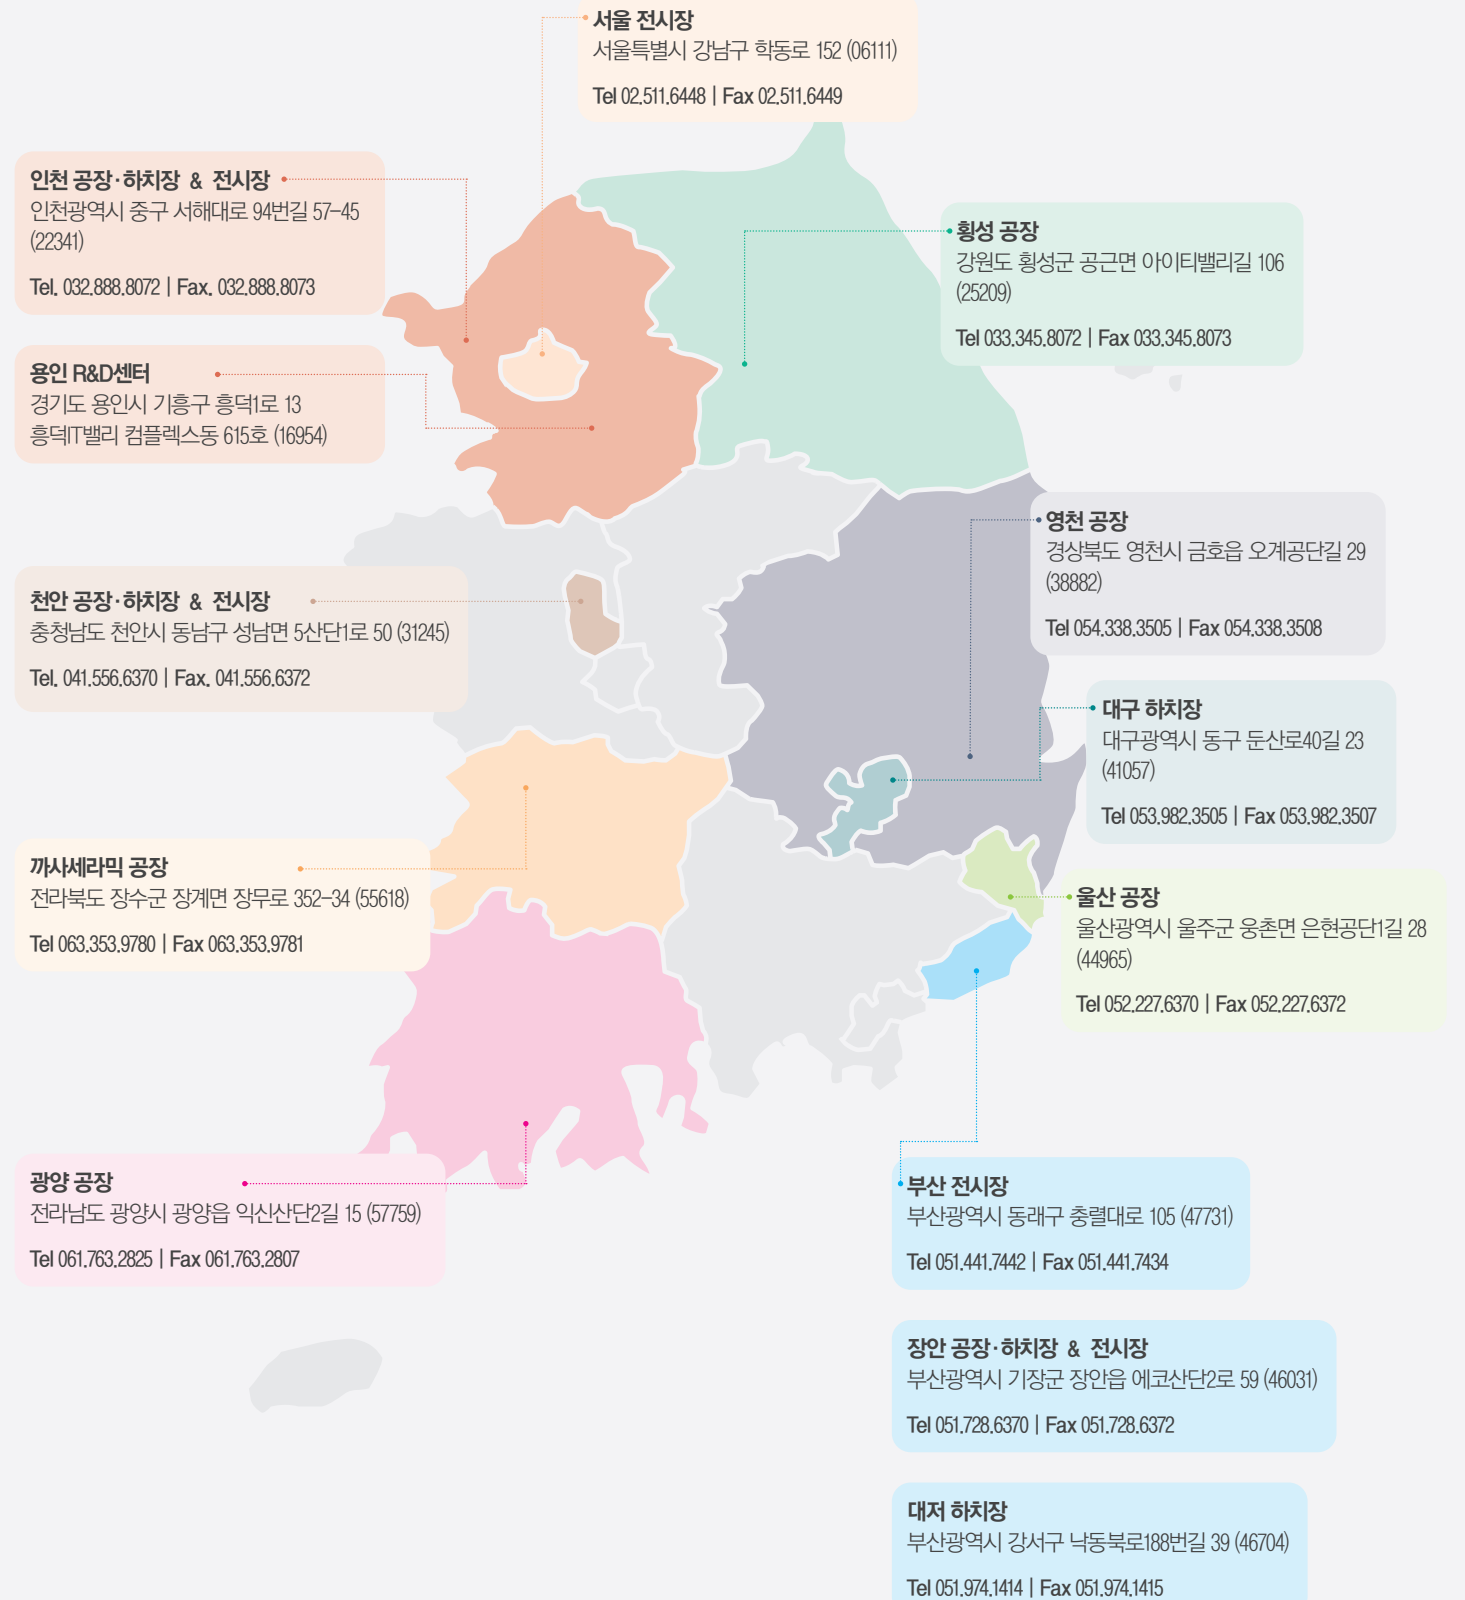 서울 전시장
서울특별시 강남구 학동로 152 (06111)
Tel 02.511.6448 | Fax 02.511.6449
인천 공장·하치장 & 전시장
인천광역시 중구 서해대로 94번길 57-45
(22341)
Tel. 032.888.8072 | Fax. 032.888.8073
횡성 공장
강원도 횡성군 공근면 아이티밸리길 106
(25209)
Tel 033.345.8072 | Fax 033.345.8073
용인 R&D센터
경기도 용인시 기흥구 흥덕1로 13
흥덕IT밸리 컴플렉스동 615호 (16954)
영천 공장
경상북도 영천시 금호읍 오계공단길 29
(38882)
Tel 054.338.3505 | Fax 054.338.3508
천안 공장·하치장 & 전시장
충청남도 천안시 동남구 성남면 5산단1로 50 (31245)
Tel. 041.556.6370 | Fax. 041.556.6372
대구 하치장
대구광역시 동구 둔산로40길 23
(41057)
Tel 053.982.3505 | Fax 053.982.3507
까사세라믹 공장
전라북도 장수군 장계면 장무로 352-34 (55618)
Tel 063.353.9780 | Fax 063.353.9781
울산 공장
울산광역시 울주군 웅촌면 은현공단1길 28
(44965)
Tel 052.227.6370 | Fax 052.227.6372
광양 공장
전라남도 광양시 광양읍 익신산단2길 15 (57759)
Tel 061.763.2825 | Fax 061.763.2807
부산 전시장
부산광역시 동래구 충렬대로 105 (47731)
Tel 051.441.7442 | Fax 051.441.7434
장안 공장·하치장 & 전시장
부산광역시 기장군 장안읍 에코산단2로 59 (46031)
Tel 051.728.6370 | Fax 051.728.6372
대저 하치장
부산광역시 강서구 낙동북로188번길 39 (46704)
Tel 051.974.1414 | Fax 051.974.1415